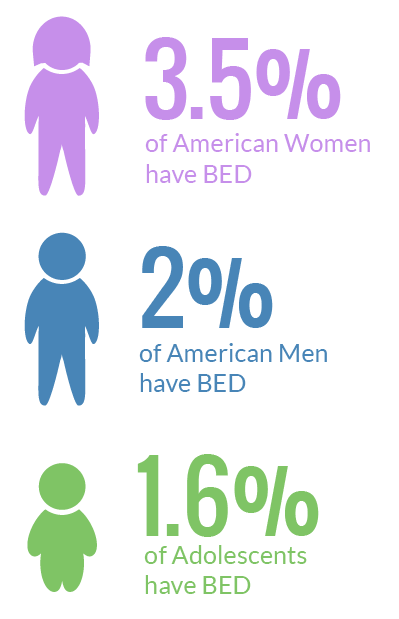 3.5%
of American Women
have BED
2%
of American Men
have BED
1.6%
of Adolescents
have BED